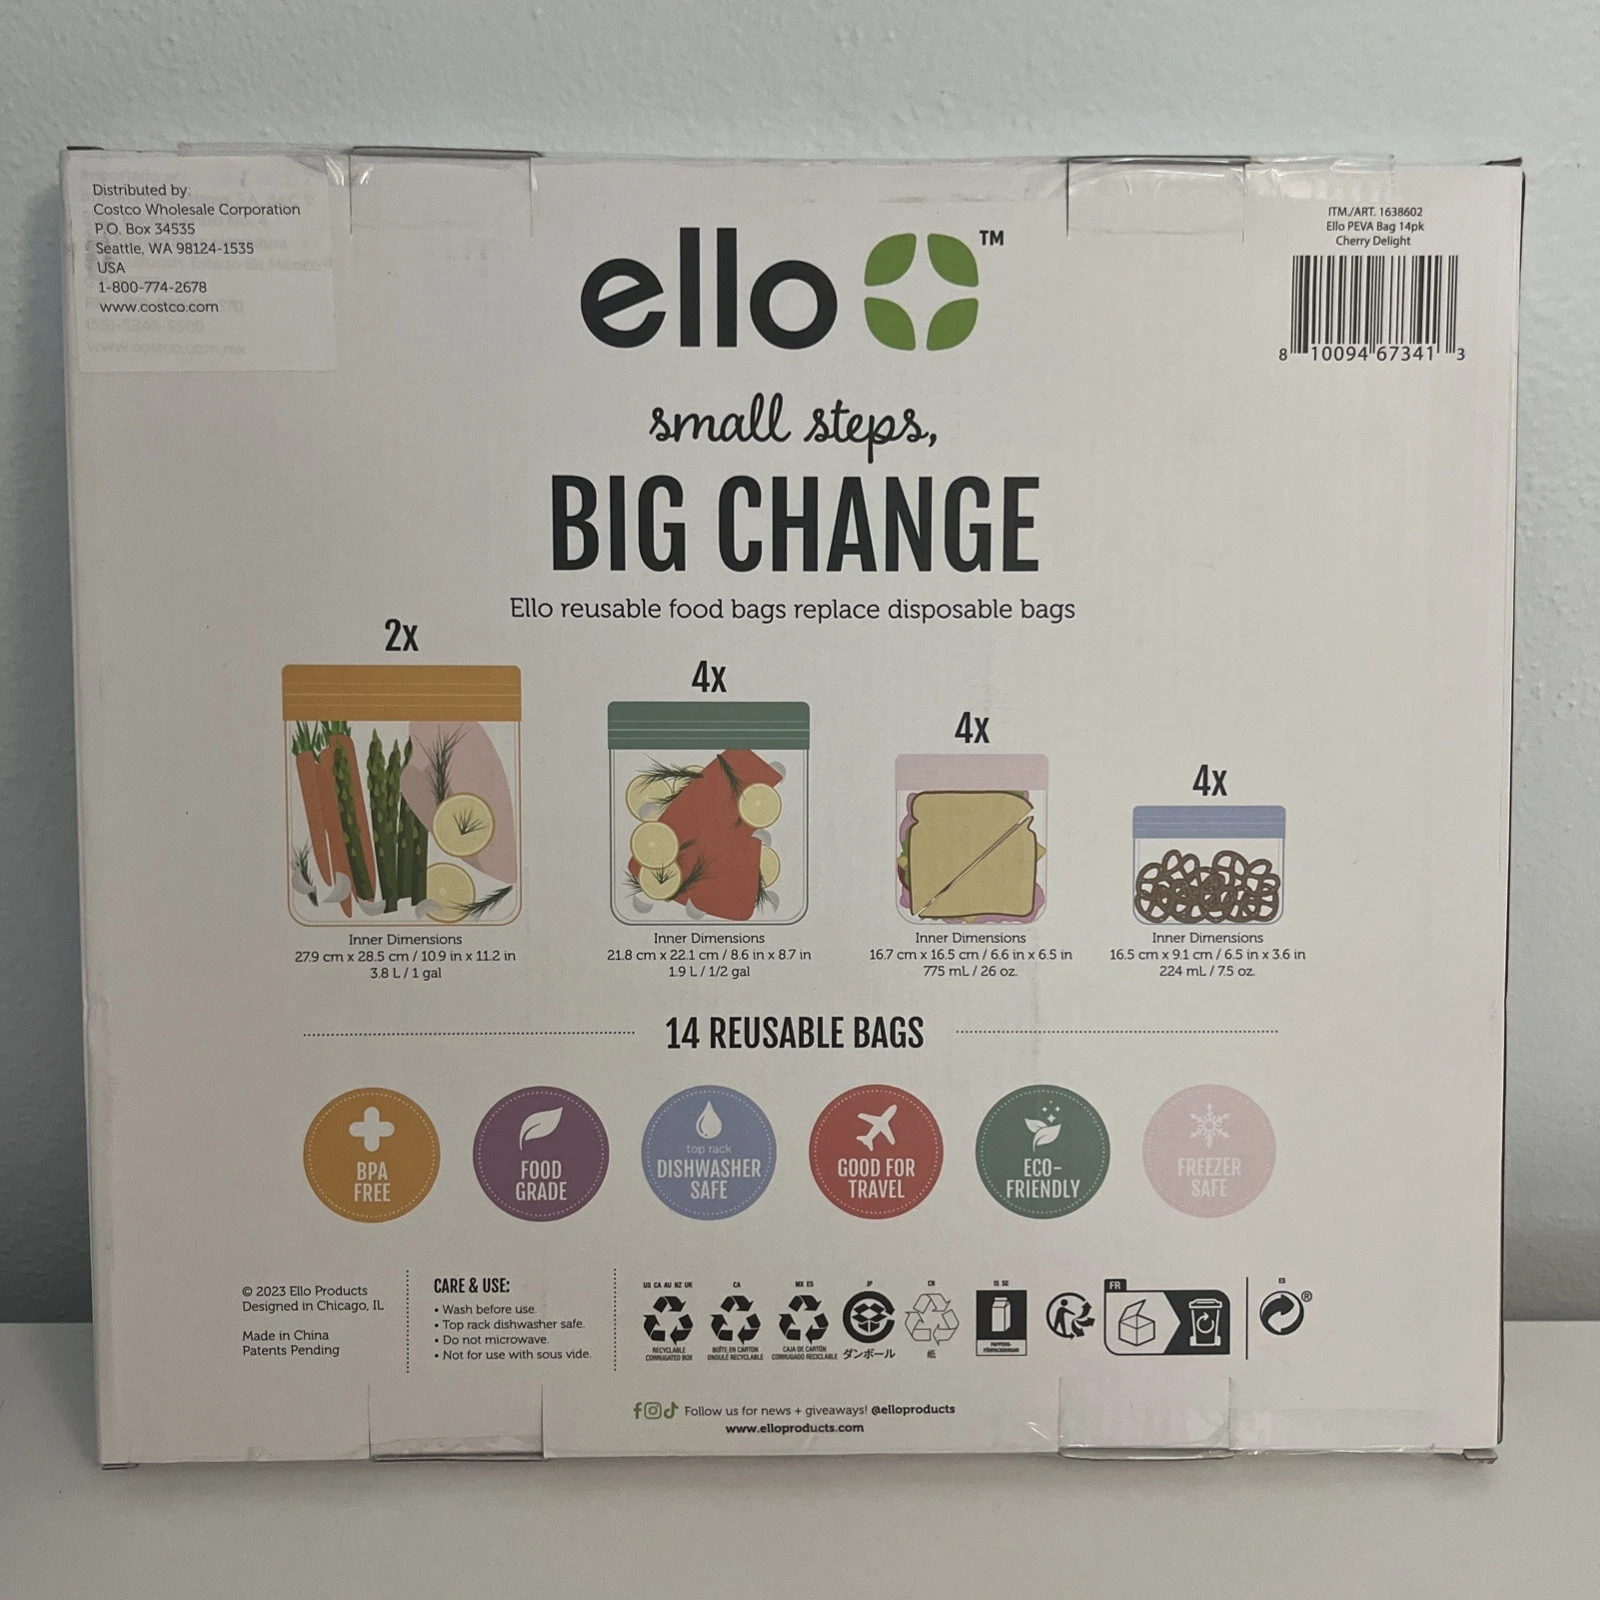 Distributed by:
Costco Wholesale Corporation
P.O. Box 34535
Seattle, WA 98124-1535
USA
1-800-774-2678
www.costco.com
www.costco.com.mx
ello ™
ITM./ART. 1638602
Ello PEVA Bag 14pk
Cherry Delight
8 10094 67341 3
small steps,
BIG CHANGE
Ello reusable food bags replace disposable bags
2x
4x
4x
4x
Inner Dimensions
27.9 cm x 28.5 cm / 10.9 in x 11.2 in
3.8 L / 1 gal
Inner Dimensions
21.8 cm x 22.1 cm / 8.6 in x 8.7 in
1.9 L / 1/2 gal
Inner Dimensions
16.7 cm x 16.5 cm / 6.6 in x 6.5 in
775 mL / 26 oz.
Inner Dimensions
16.5 cm x 9.1 cm / 6.5 in x 3.6 in
224 mL / 7.5 oz.
14 REUSABLE BAGS
BPA
FREE
FOOD
GRADE
top rack
DISHWASHER
SAFE
GOOD FOR
TRAVEL
ECO-
FRIENDLY
FREEZER
SAFE
© 2023 Ello Products
Designed in Chicago, IL
Made in China
Patents Pending
CARE & USE:
• Wash before use.
• Top rack dishwasher safe.
• Do not microwave.
• Not for use with sous vide.
US CA AU NZ UK
RECYCLABLE
CORRUGATED BOX
CA
BOÎTE EN CARTON
ONDULÉ RECYCLABLE
MX ES
CAJA DE CARTÓN
CORRUGADO RECICLABLE
JP
ダンボール
CN
纸
IS SE
FR
ES
®
Follow us for news + giveaways! @elloproducts
www.elloproducts.com